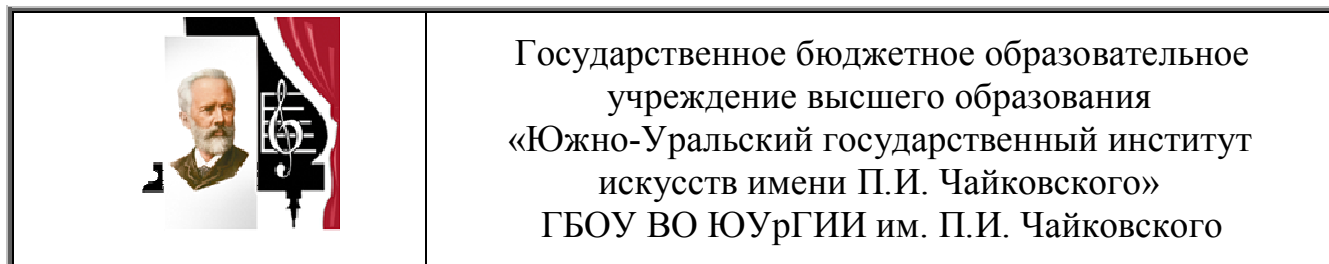 Государственное бюджетное образовательное
учреждение высшего образования
«Южно-Уральский государственный институт
искусств имени П.И. Чайковского»
ГБОУ ВО ЮУрГИИ им. П.И. Чайковского